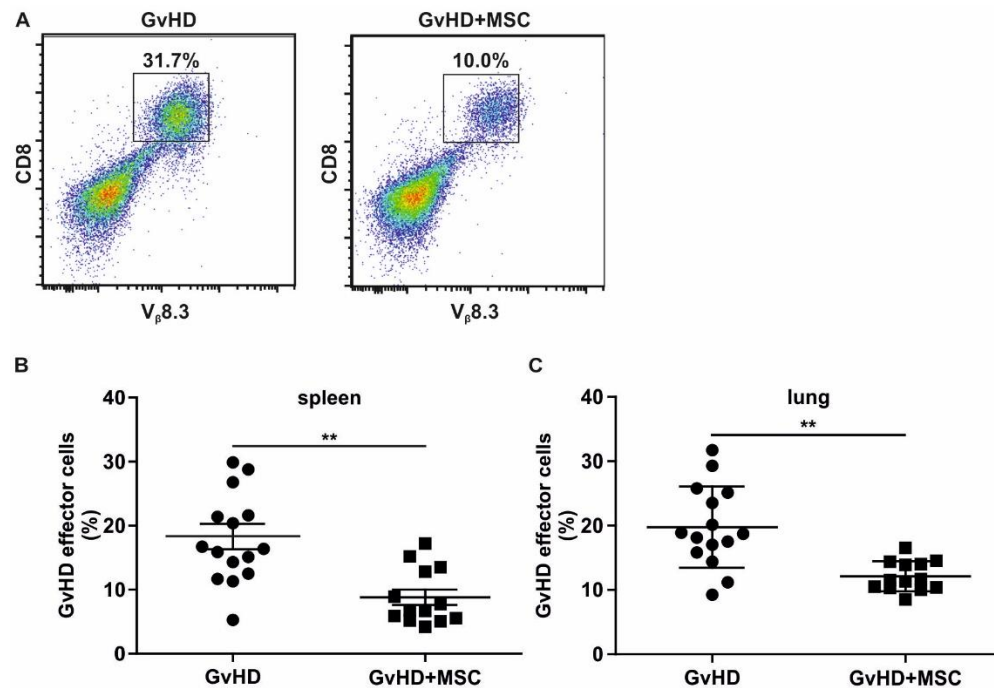 A
GvHD
GvHD+MSC
31.7%
10.0%
CD8
CD8
Vβ8.3
Vβ8.3
B
spleen
**
GvHD effector cells
(%)
40
30
20
10
0
GvHD
GvHD+MSC
C
lung
**
GvHD effector cells
(%)
40
30
20
10
0
GvHD
GvHD+MSC